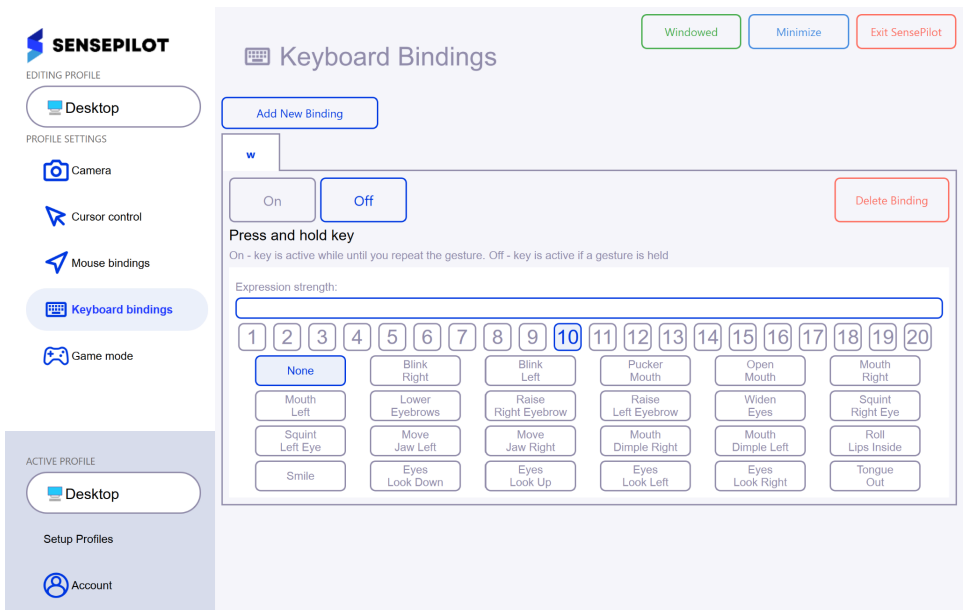 SENSEPILOT
EDITING PROFILE
Desktop
PROFILE SETTINGS
Camera
Cursor control
Mouse bindings
Keyboard bindings
Game mode
ACTIVE PROFILE
Desktop
Setup Profiles
Account
Windowed
Minimize
Exit SensePilot
Keyboard Bindings
Add New Binding
w
On
Off
Delete Binding
Press and hold key
On - key is active while until you repeat the gesture. Off - key is active if a gesture is held
Expression strength:
1 2 3 4 5 6 7 8 9 10 11 12 13 14 15 16 17 18 19 20
None
Blink
Right
Blink
Left
Pucker
Mouth
Open
Mouth
Mouth
Right
Mouth
Left
Lower
Eyebrows
Raise
Right Eyebrow
Raise
Left Eyebrow
Widen
Eyes
Squint
Right Eye
Squint
Left Eye
Move
Jaw Left
Move
Jaw Right
Mouth
Dimple Right
Mouth
Dimple Left
Roll
Lips Inside
Smile
Eyes
Look Down
Eyes
Look Up
Eyes
Look Left
Eyes
Look Right
Tongue
Out